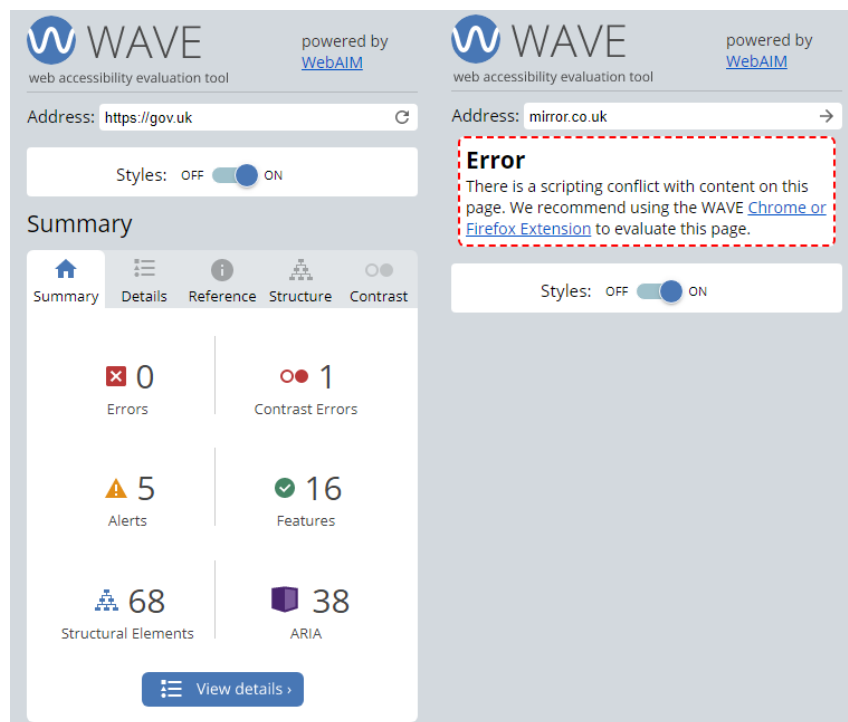 WAVE
powered by
WebAIM
web accessibility evaluation tool
Address: https://gov.uk
Styles: OFF ON
Summary
Summary Details Reference Structure Contrast
0
Errors
1
Contrast Errors
5
Alerts
16
Features
68
Structural Elements
38
ARIA
View details ›
WAVE
powered by
WebAIM
web accessibility evaluation tool
Address: mirror.co.uk
Error
There is a scripting conflict with content on this
page. We recommend using the WAVE Chrome or
Firefox Extension to evaluate this page.
Styles: OFF ON